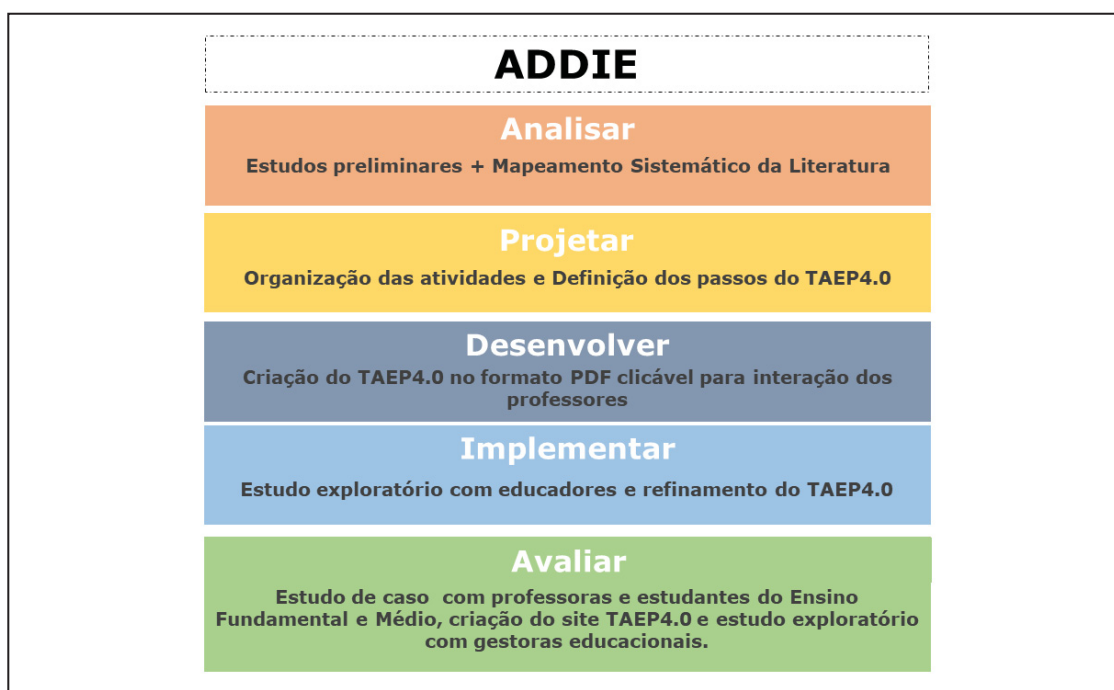 ADDIE
Analisar
Estudos preliminares + Mapeamento Sistemático da Literatura
Projetar
Organização das atividades e Definição dos passos do TAEP4.0
Desenvolver
Criação do TAEP4.0 no formato PDF clicável para interação dos
professores
Implementar
Estudo exploratório com educadores e refinamento do TAEP4.0
Avaliar
Estudo de caso com professoras e estudantes do Ensino
Fundamental e Médio, criação do site TAEP4.0 e estudo exploratório
com gestoras educacionais.